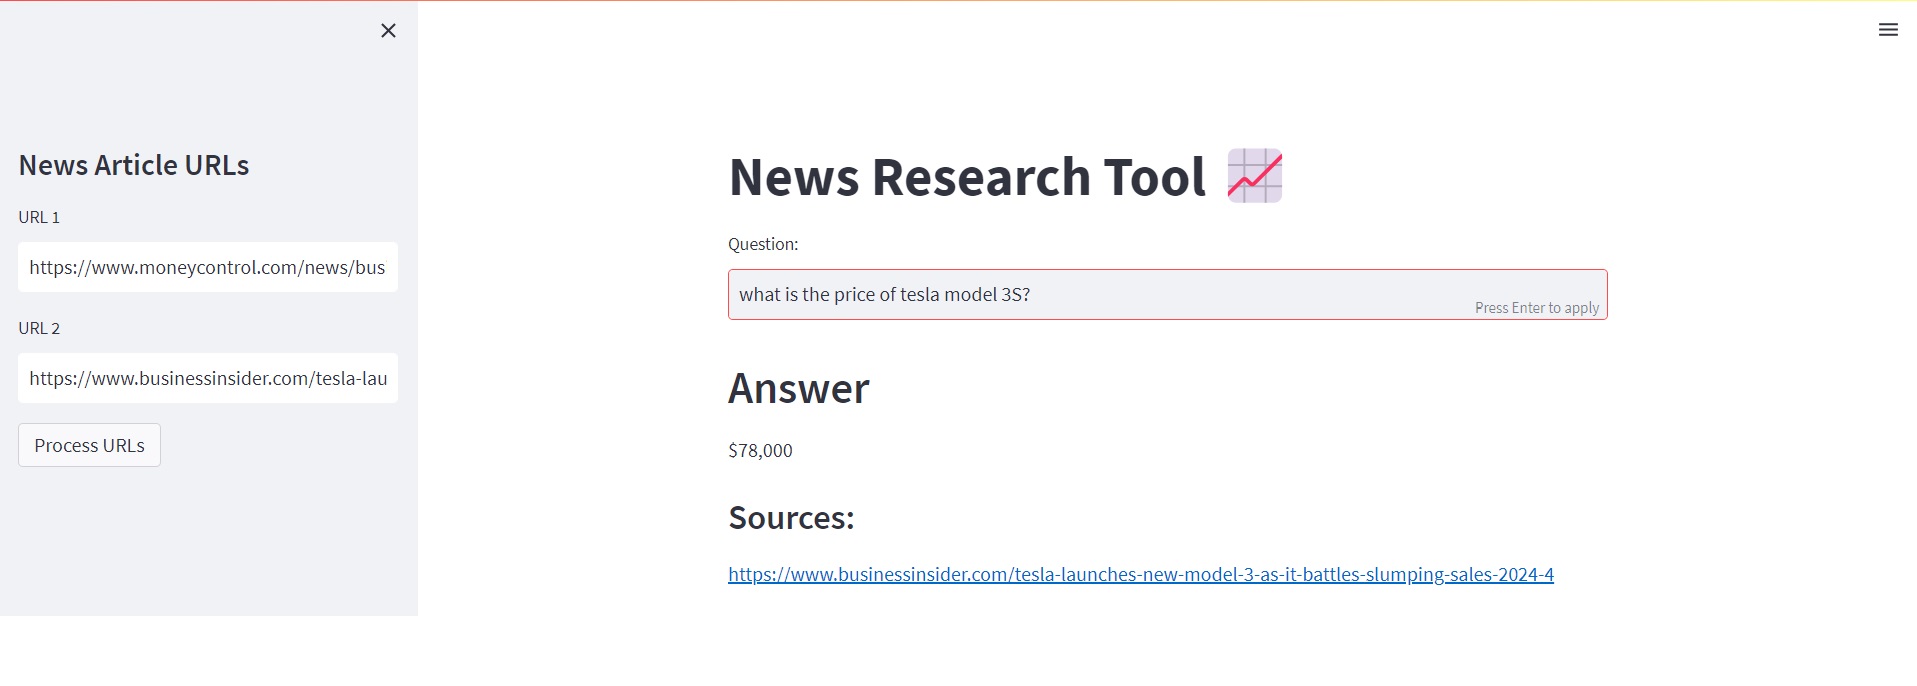 News Article URLs
URL 1
https://www.moneycontrol.com/news/bus
URL 2
https://www.businessinsider.com/tesla-lau
Process URLs
News Research Tool
Question:
what is the price of tesla model 3S?
Press Enter to apply
Answer
$78,000
Sources:
https://www.businessinsider.com/tesla-launches-new-model-3-as-it-battles-slumping-sales-2024-4